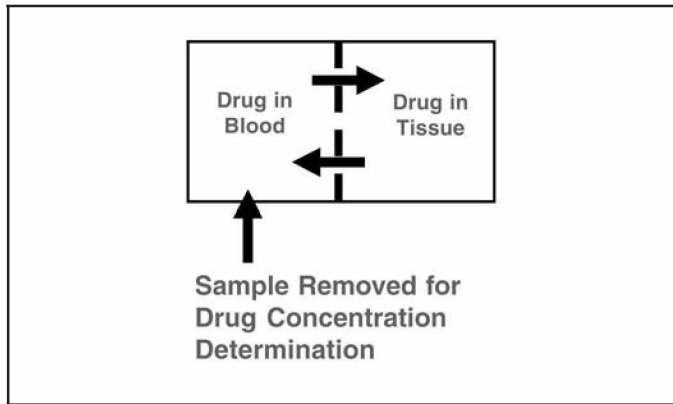 Drug in
Blood
Drug in
Tissue
Sample Removed for
Drug Concentration
Determination